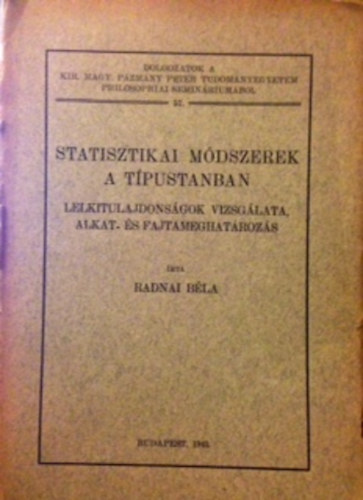 DOLGOZATOK A
KIR. MAGY. PÁZMÁNY PÉTER TUDOMÁNYEGYETEM
PHILOSOPHIAI SEMINÁRIUMÁBÓL
STATISZTIKAI MÓDSZEREK
A TÍPUSTANBAN
LELKITULAJDONSÁGOK VIZSGÁLATA,
ALKAT- ÉS FAJTAMEGHATÁROZÁS
ÍRTA
RADNAI BÉLA
BUDAPEST,